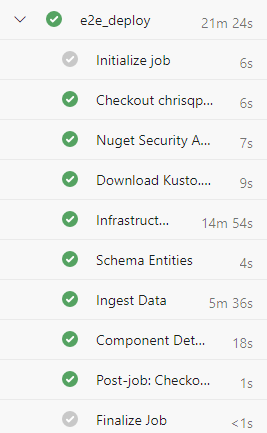 e2e_deploy 21m 24s
Initialize job 6s
Checkout chrisqp... 6s
Nuget Security A... 7s
Download Kusto.... 9s
Infrastruct... 14m 54s
Schema Entities 4s
Ingest Data 5m 36s
Component Det... 18s
Post-job: Checko... 1s
Finalize Job <1s